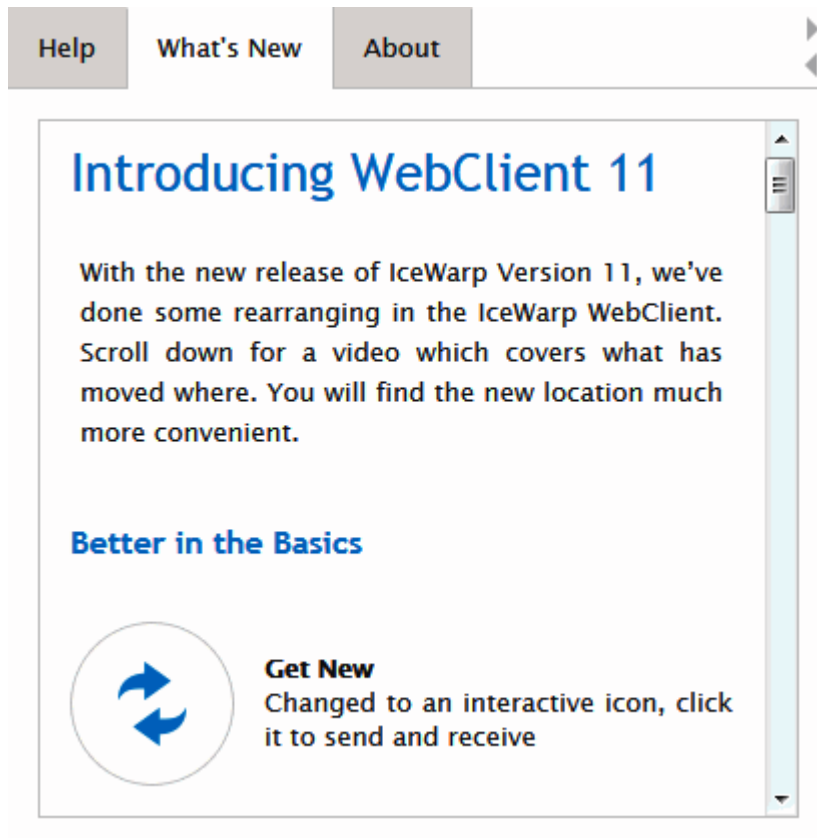 Help What's New About
Introducing WebClient 11
With the new release of IceWarp Version 11, we’ve
done some rearranging in the IceWarp WebClient.
Scroll down for a video which covers what has
moved where. You will find the new location much
more convenient.
Better in the Basics
Get New
Changed to an interactive icon, click
it to send and receive